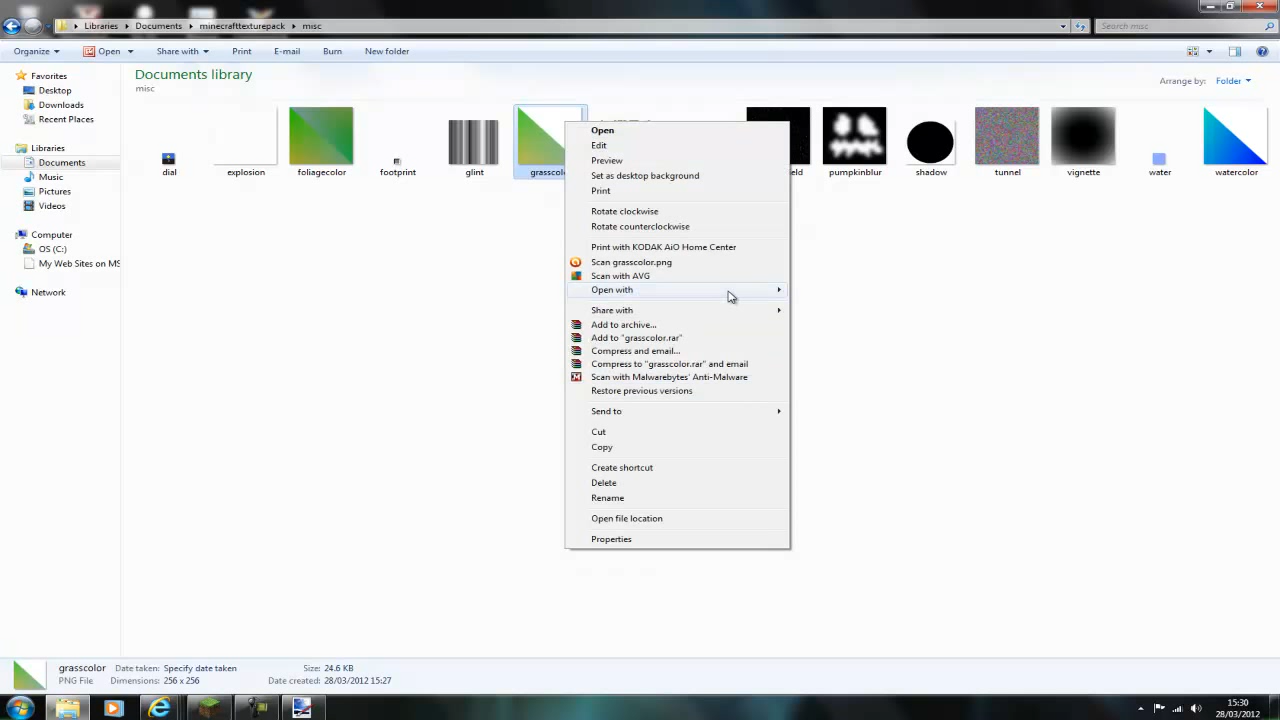 Libraries ▸ Documents ▸ minecrafttexturepack ▸ misc
Search misc
Organize Open Share with Print E-mail Burn New folder
Documents library
misc
Arrange by: Folder
Favorites
Desktop
Downloads
Recent Places
Libraries
Documents
Music
Pictures
Videos
Computer
OS (C:)
My Web Sites on MS
Network
dial explosion foliagecolor footprint glint grasscolo ld pumpkinblur shadow tunnel vignette water watercolor
Open
Edit
Preview
Set as desktop background
Print
Rotate clockwise
Rotate counterclockwise
Print with KODAK AiO Home Center
Scan grasscolor.png
Scan with AVG
Open with
Share with
Add to archive...
Add to "grasscolor.rar"
Compress and email...
Compress to "grasscolor.rar" and email
Scan with Malwarebytes' Anti-Malware
Restore previous versions
Send to
Cut
Copy
Create shortcut
Delete
Rename
Open file location
Properties
grasscolor Date taken: Specify date taken Size: 24.6 KB
PNG File Dimensions: 256 x 256 Date created: 28/03/2012 15:27
15:30
28/03/2012